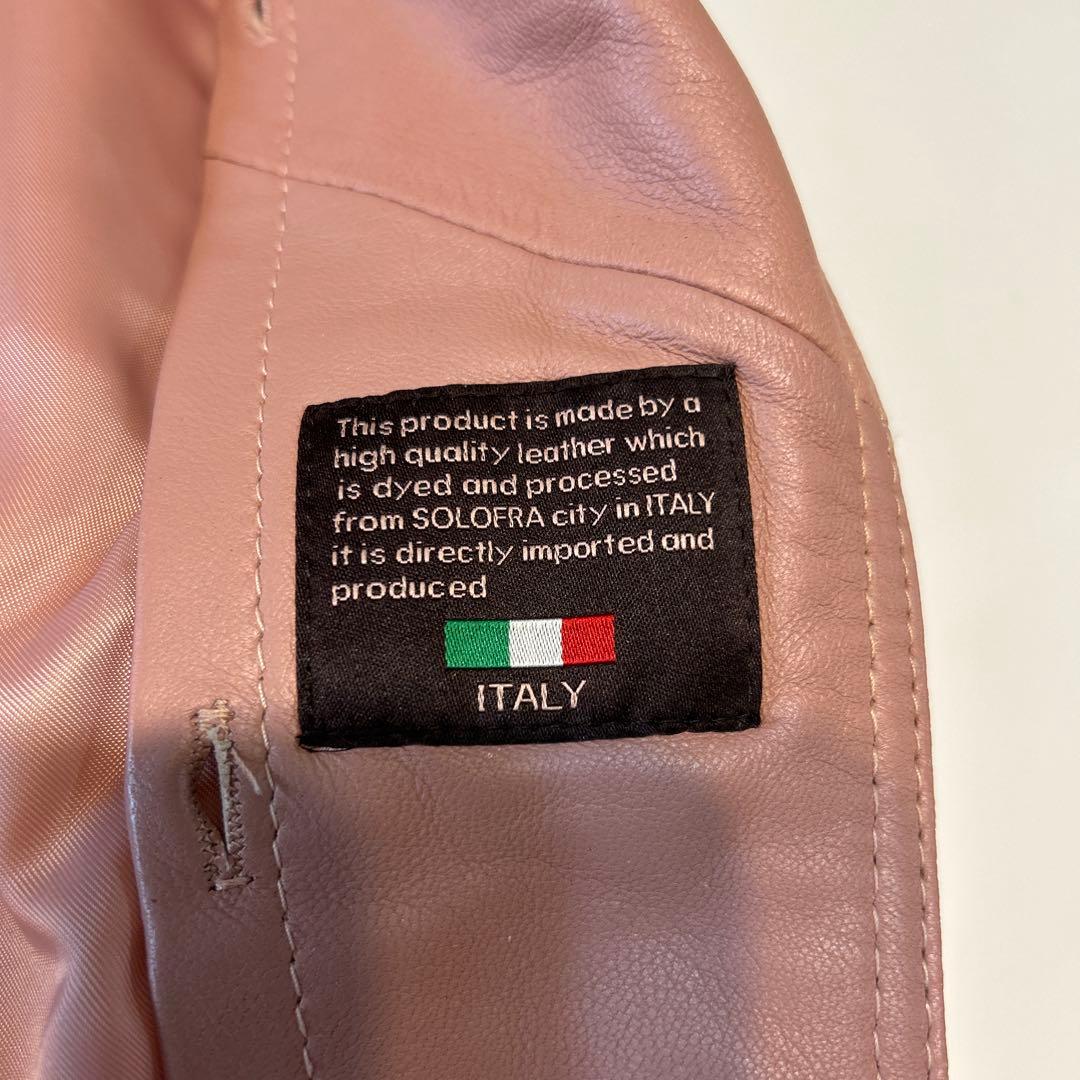 This product is made by a
high quality leather which
is dyed and processed
from SOLOFRA city in ITALY
it is directly imported and
produced
ITALY